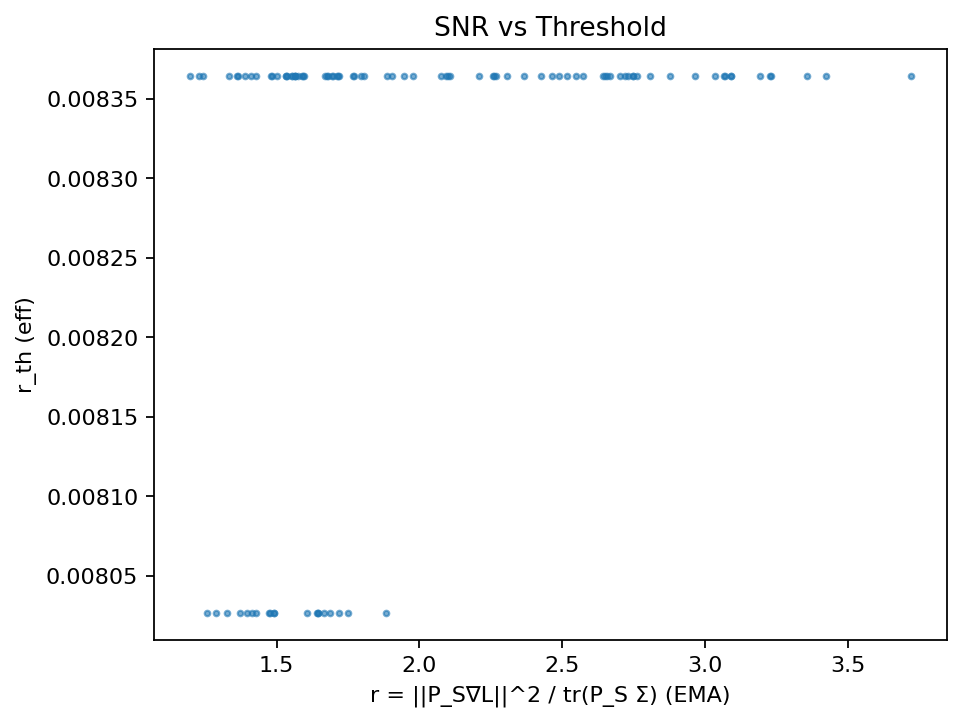 SNR vs Threshold
0.00835
0.00830
0.00825
0.00820
0.00815
0.00810
0.00805
r_th (eff)
1.5 2.0 2.5 3.0 3.5
r = ||P_S∇L||^2 / tr(P_S Σ) (EMA)